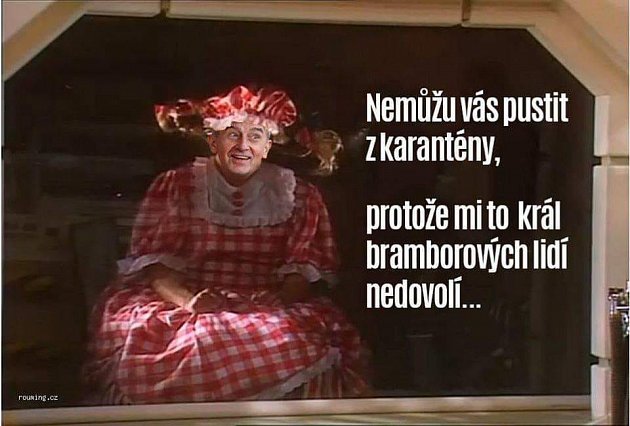 Nemůžu vás pustit
z karantény,
protože mi to král
bramborových lidí
nedovolí...
rouming.cz